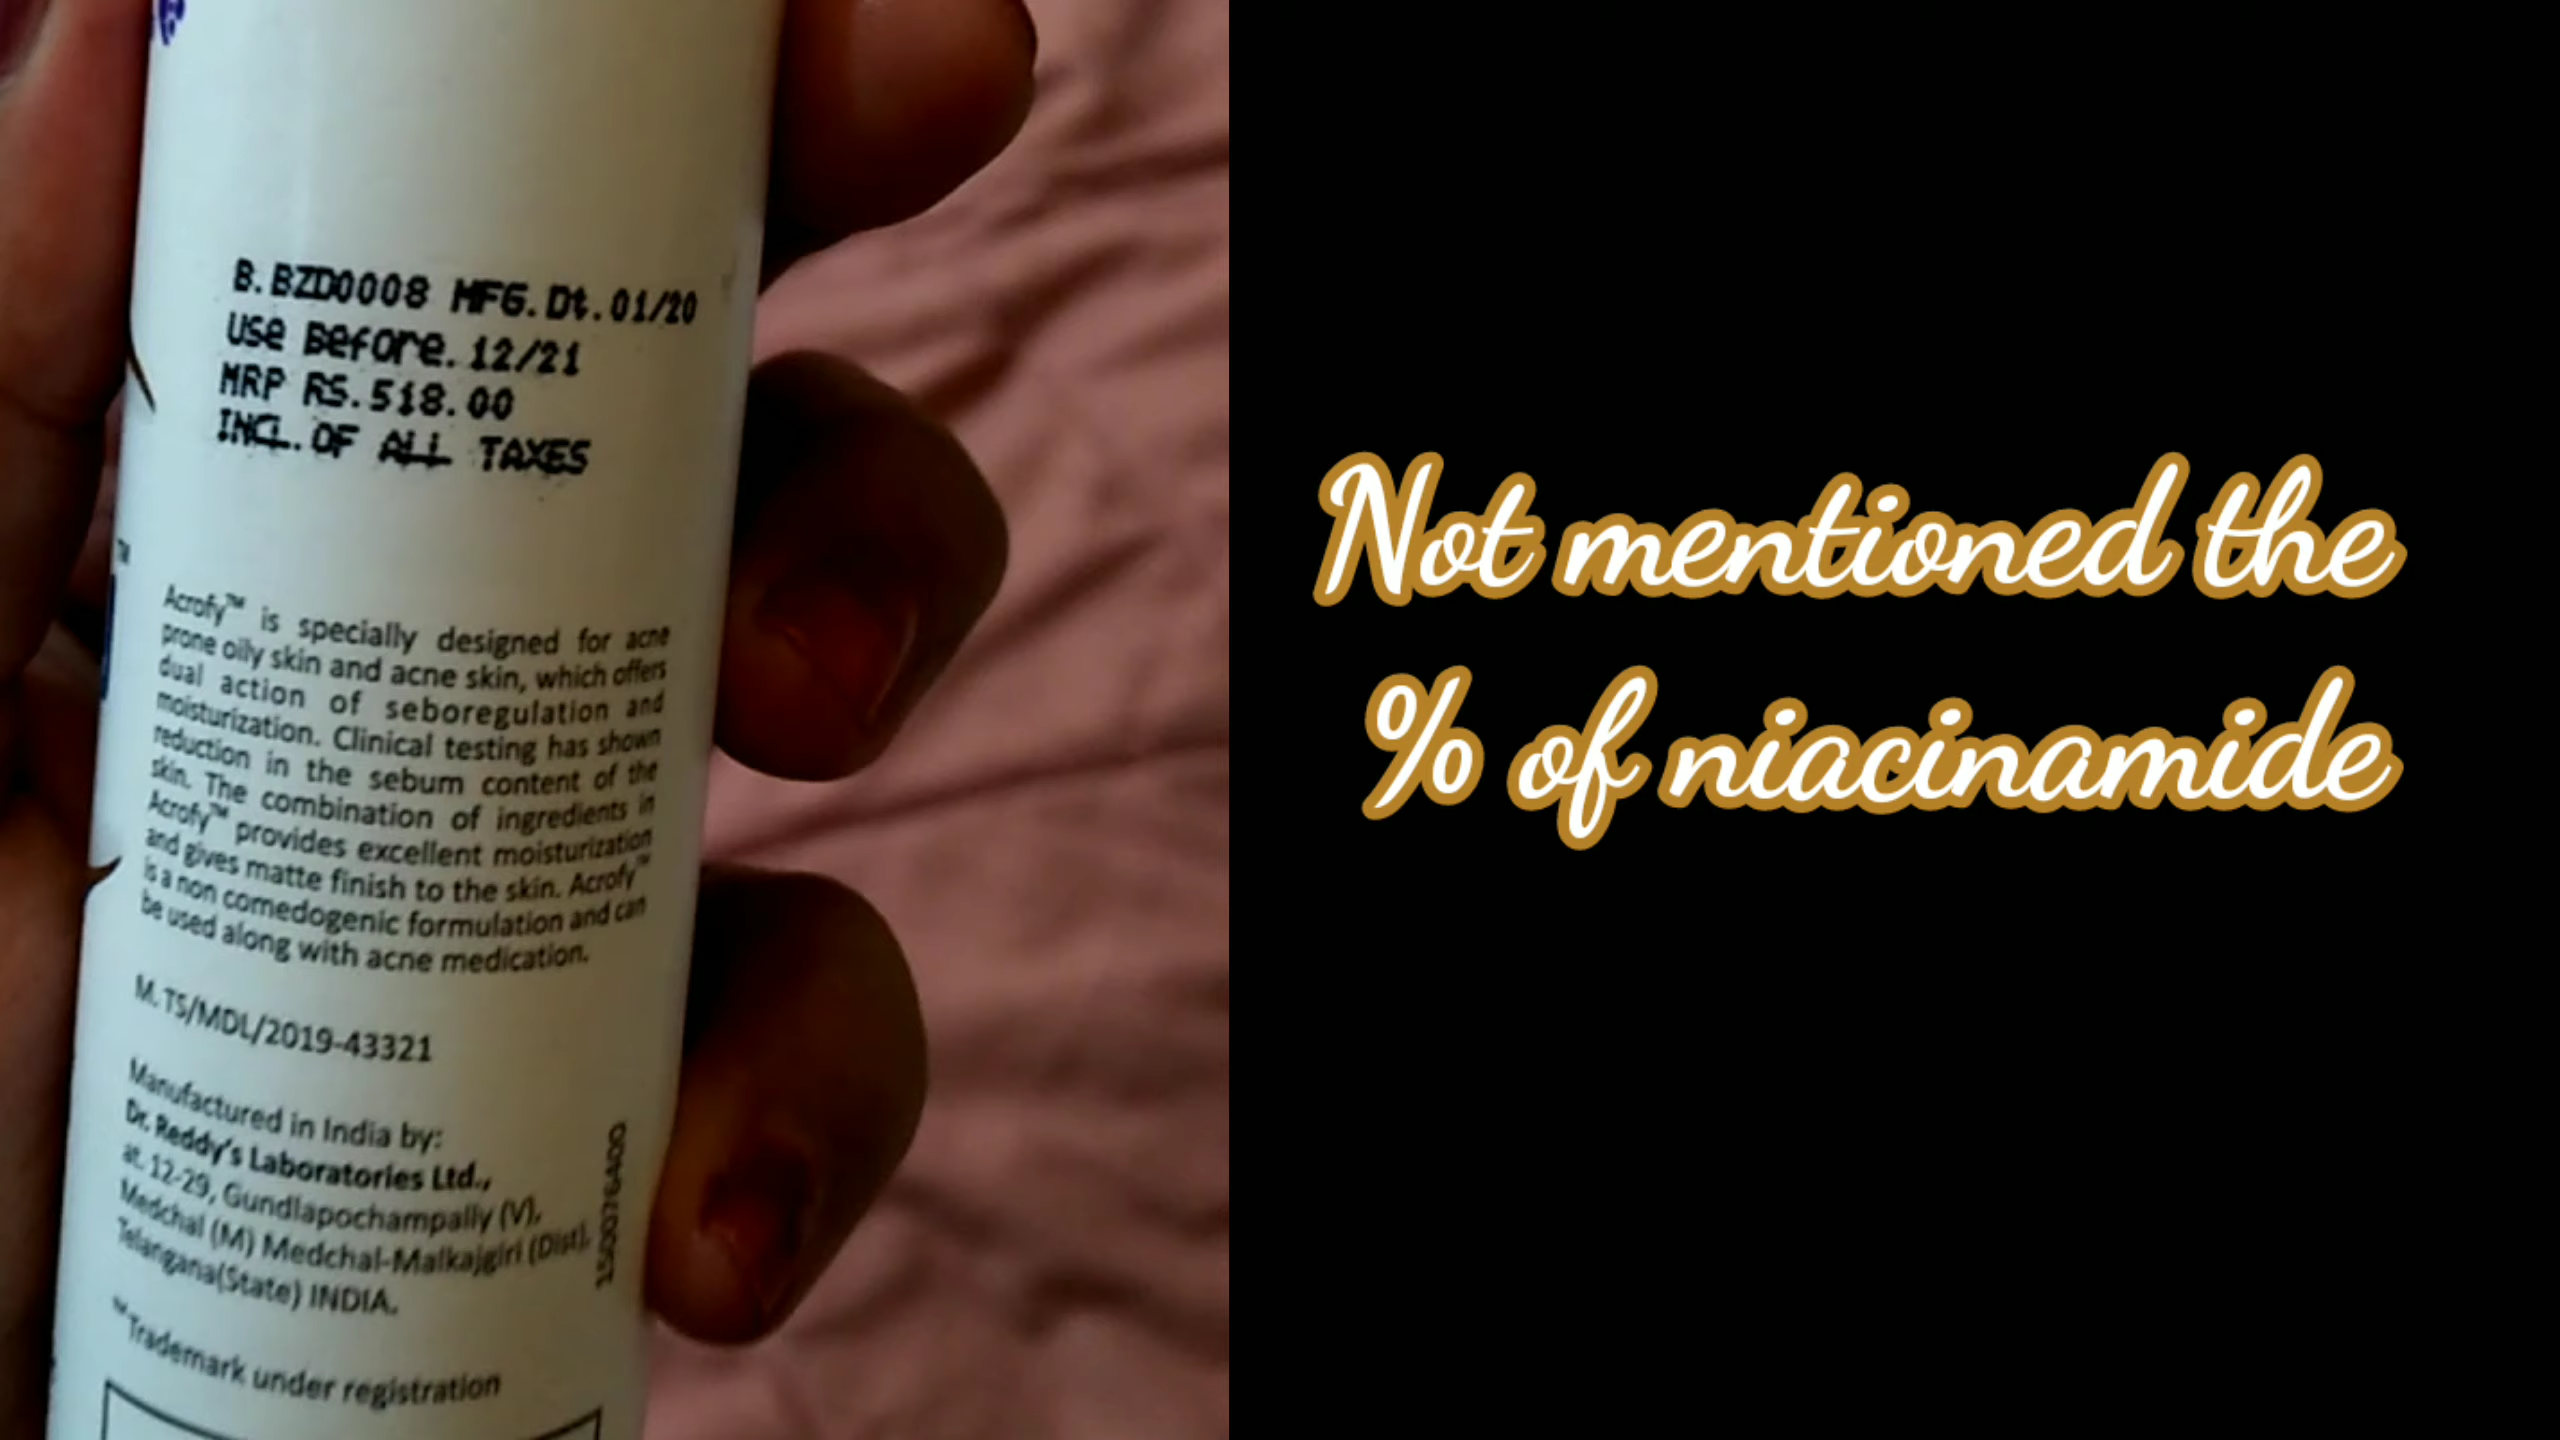 B.BZD0008 MFG.Dt.01/20
Use Before.12/21
MRP RS.518.00
INCL.OF ALL TAXES
TM
Acrofy™ is specially designed for acne
prone oily skin and acne skin, which offers
dual action of seboregulation and
moisturization. Clinical testing has shown
reduction in the sebum content of the
skin. The combination of ingredients in
Acrofy™ provides excellent moisturization
and gives matte finish to the skin. Acrofy™
is a non comedogenic formulation and can
be used along with acne medication.
M. TS/MDL/2019-43321
Manufactured in India by:
Dr. Reddy's Laboratories Ltd.,
at. 12-29, Gundlapochampally (V),
Medchal (M) Medchal-Malkajgiri (Dist),
Telangana(State) INDIA.
150076400
™Trademark under registration
Not mentioned the
% of niacinamide